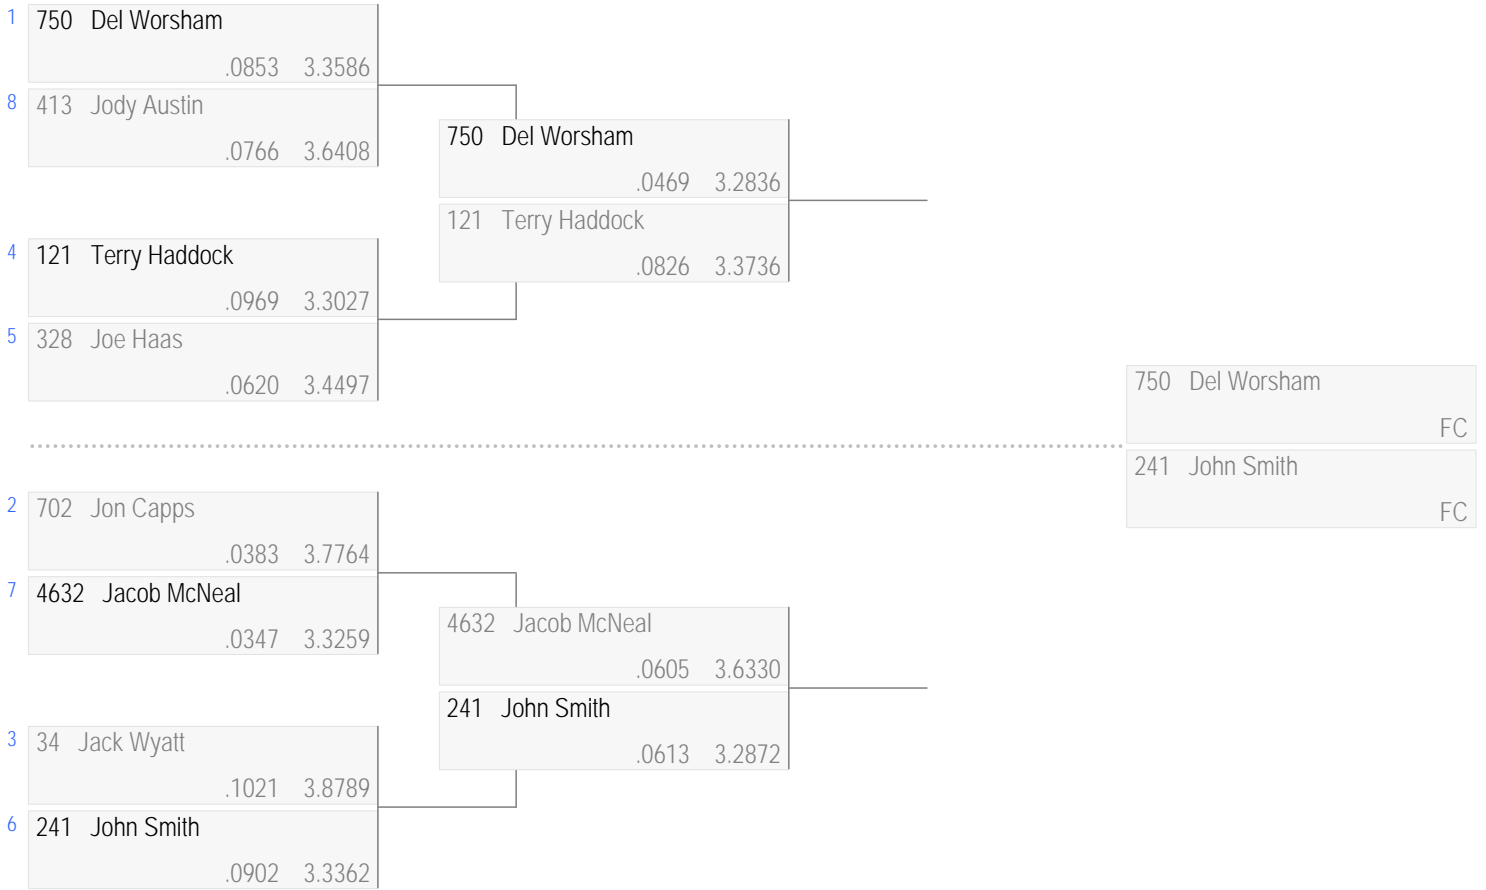 1 750 Del Worsham
.0853 3.3586
8 413 Jody Austin
.0766 3.6408
750 Del Worsham
.0469 3.2836
121 Terry Haddock
.0826 3.3736
4 121 Terry Haddock
.0969 3.3027
5 328 Joe Haas
.0620 3.4497
750 Del Worsham
FC
241 John Smith
FC
2 702 Jon Capps
.0383 3.7764
7 4632 Jacob McNeal
.0347 3.3259
4632 Jacob McNeal
.0605 3.6330
241 John Smith
.0613 3.2872
3 34 Jack Wyatt
.1021 3.8789
6 241 John Smith
.0902 3.3362